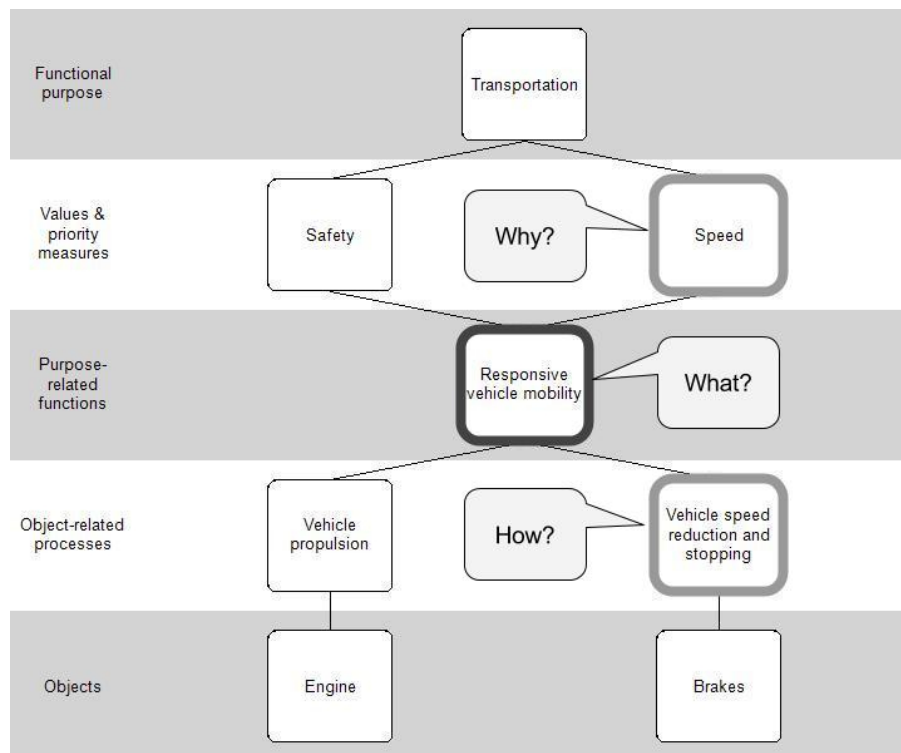 Functional
purpose
Transportation
Values &
priority
measures
Safety
Why?
Speed
Purpose-
related
functions
Responsive
vehicle mobility
What?
Object-related
processes
Vehicle
propulsion
How?
Vehicle speed
reduction and
stopping
Objects
Engine
Brakes